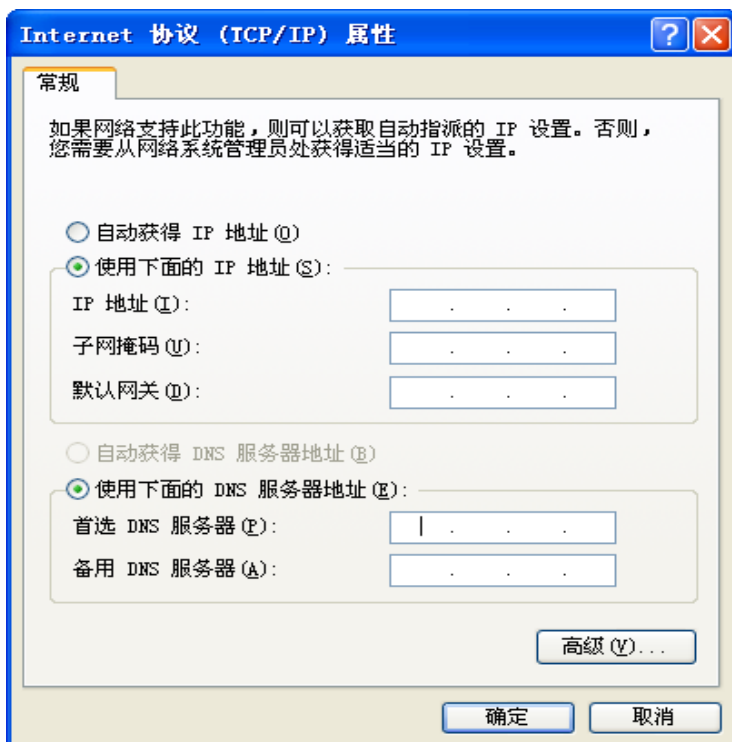 Internet 协议 (TCP/IP) 属性
常规
如果网络支持此功能，则可以获取自动指派的 IP 设置。否则，
您需要从网络系统管理员处获得适当的 IP 设置。
自动获得 IP 地址(O)
使用下面的 IP 地址(S):
IP 地址(I):
子网掩码(U):
默认网关(D):
自动获得 DNS 服务器地址(B)
使用下面的 DNS 服务器地址(E):
首选 DNS 服务器(P):
备用 DNS 服务器(A):
高级(V)...
确定
取消